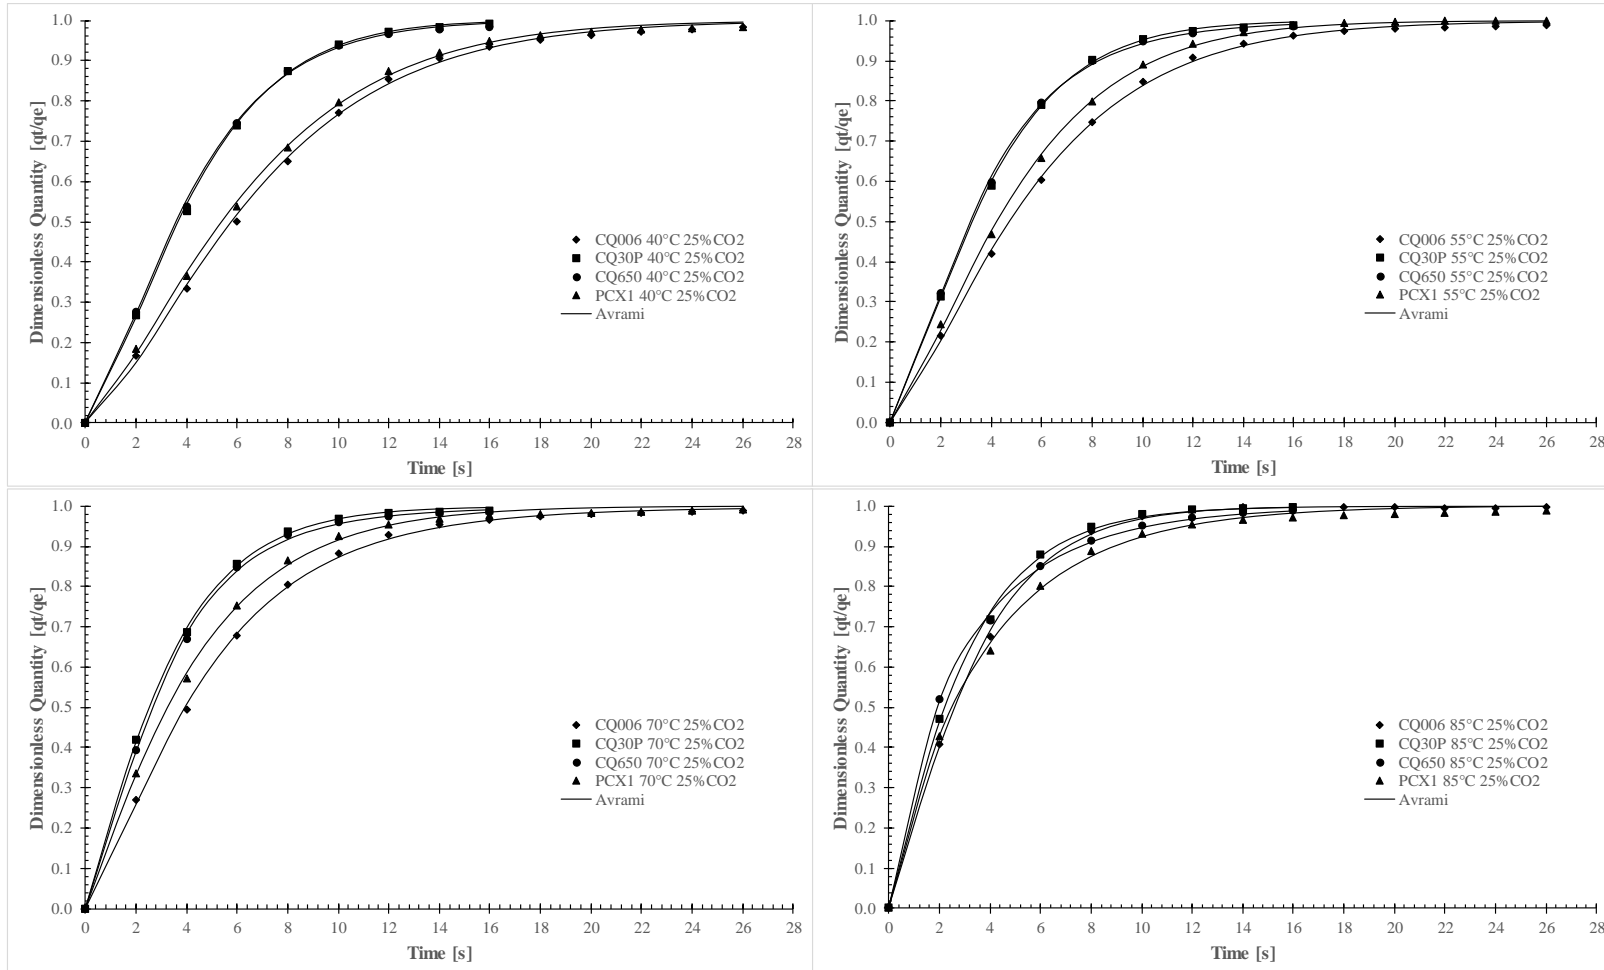 Dimensionless Quantity [qt/qe]
1.0
0.9
0.8
0.7
0.6
0.5
0.4
0.3
0.2
0.1
0.0
0 2 4 6 8 10 12 14 16 18 20 22 24 26 28
Time [s]
CQ006 40°C 25%CO2
CQ30P 40°C 25%CO2
CQ650 40°C 25%CO2
PCX1 40°C 25%CO2
Avrami
Dimensionless Quantity [qt/qe]
1.0
0.9
0.8
0.7
0.6
0.5
0.4
0.3
0.2
0.1
0.0
0 2 4 6 8 10 12 14 16 18 20 22 24 26 28
Time [s]
CQ006 55°C 25%CO2
CQ30P 55°C 25%CO2
CQ650 55°C 25%CO2
PCX1 55°C 25%CO2
Avrami
Dimensionless Quantity [qt/qe]
1.0
0.9
0.8
0.7
0.6
0.5
0.4
0.3
0.2
0.1
0.0
0 2 4 6 8 10 12 14 16 18 20 22 24 26 28
Time [s]
CQ006 70°C 25%CO2
CQ30P 70°C 25%CO2
CQ650 70°C 25%CO2
PCX1 70°C 25%CO2
Avrami
Dimensionless Quantity [qt/qe]
1.0
0.9
0.8
0.7
0.6
0.5
0.4
0.3
0.2
0.1
0.0
0 2 4 6 8 10 12 14 16 18 20 22 24 26 28
Time [s]
CQ006 85°C 25%CO2
CQ30P 85°C 25%CO2
CQ650 85°C 25%CO2
PCX1 85°C 25%CO2
Avrami